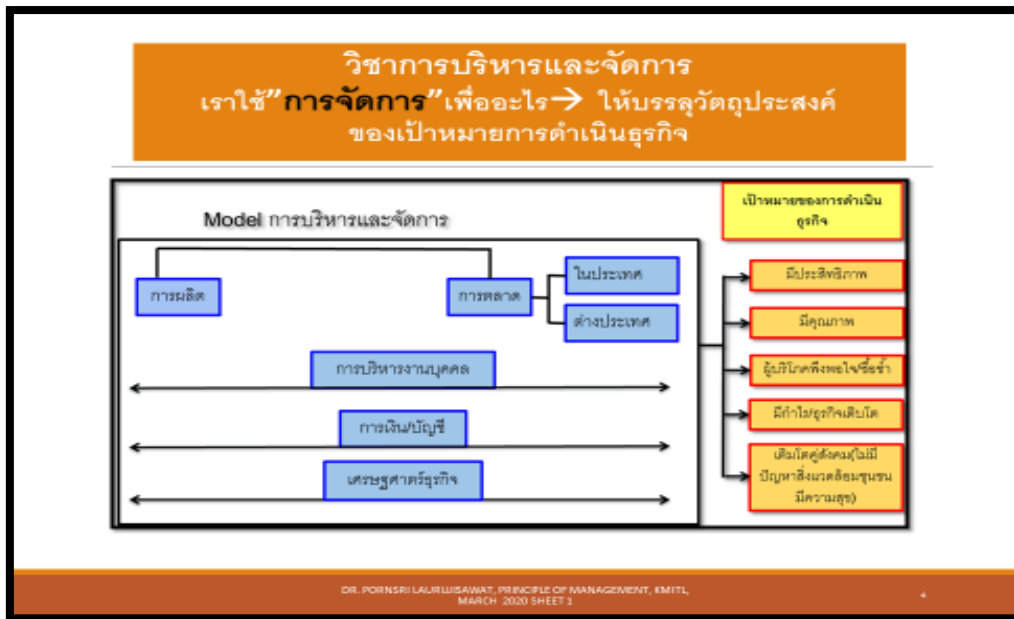 วิชาการบริหารและจัดการ
เราใช้”การจัดการ”เพื่ออะไร→ ให้บรรลุวัตถุประสงค์
ของเป้าหมายการดำเนินธุรกิจ
Model การบริหารและจัดการ
เป้าหมายของการดำเนิน
ธุรกิจ
การผลิต
การตลาด
ในประเทศ
ต่างประเทศ
การบริหารงานบุคคล
การเงิน/บัญชี
เศรษฐศาตร์ธุรกิจ
มีประสิทธิภาพ
มีคุณภาพ
ผู้บริโภคพึงพอใจ/ซื้อซ้ำ
มีกำไร/ธุรกิจเติบโต
เติมโตคู่สังคม(ไม่มี
ปัญหาสิ่งแวดล้อมชุมชน
มีความสุข)
DR. PORNSRI LAURUJISAWAT, PRINCIPLE OF MANAGEMENT, KMITL,
MARCH 2020 SHEET 1
4